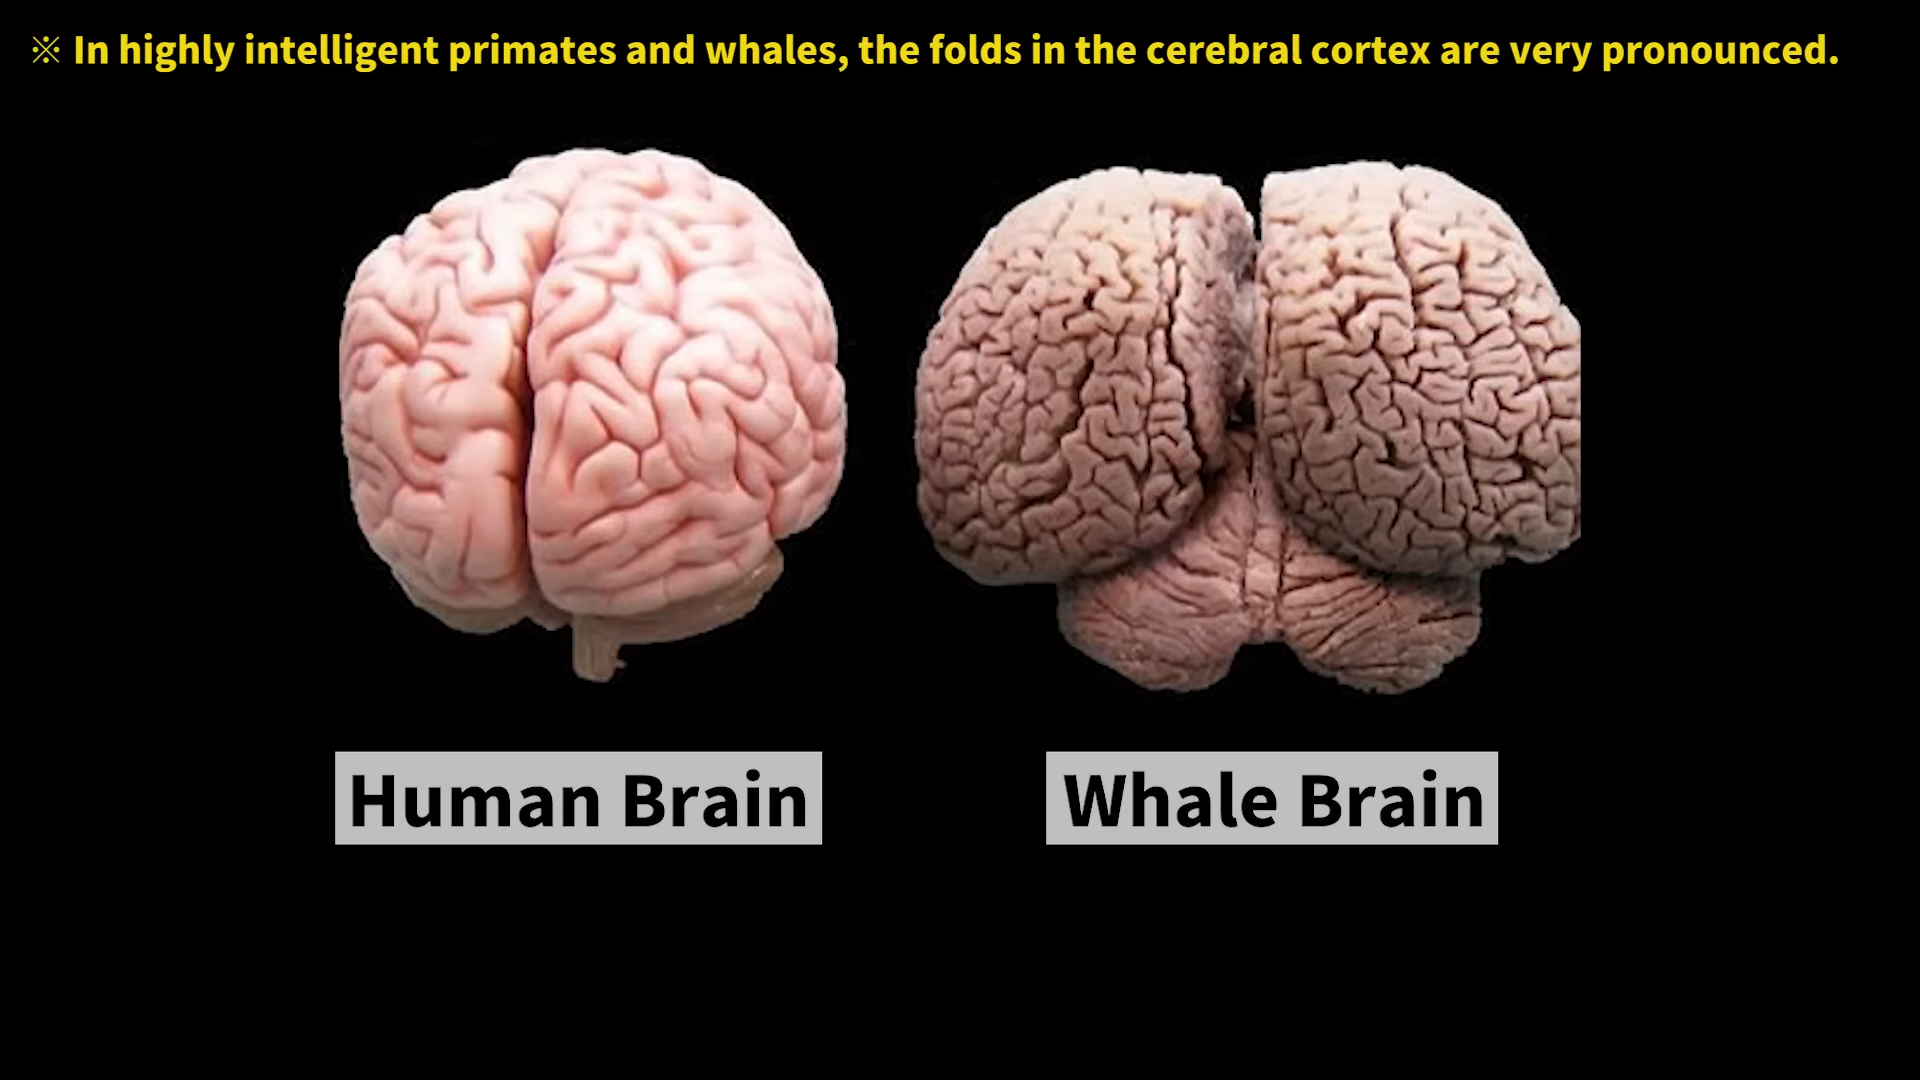 ※ In highly intelligent primates and whales, the folds in the cerebral cortex are very pronounced.
Human Brain
Whale Brain